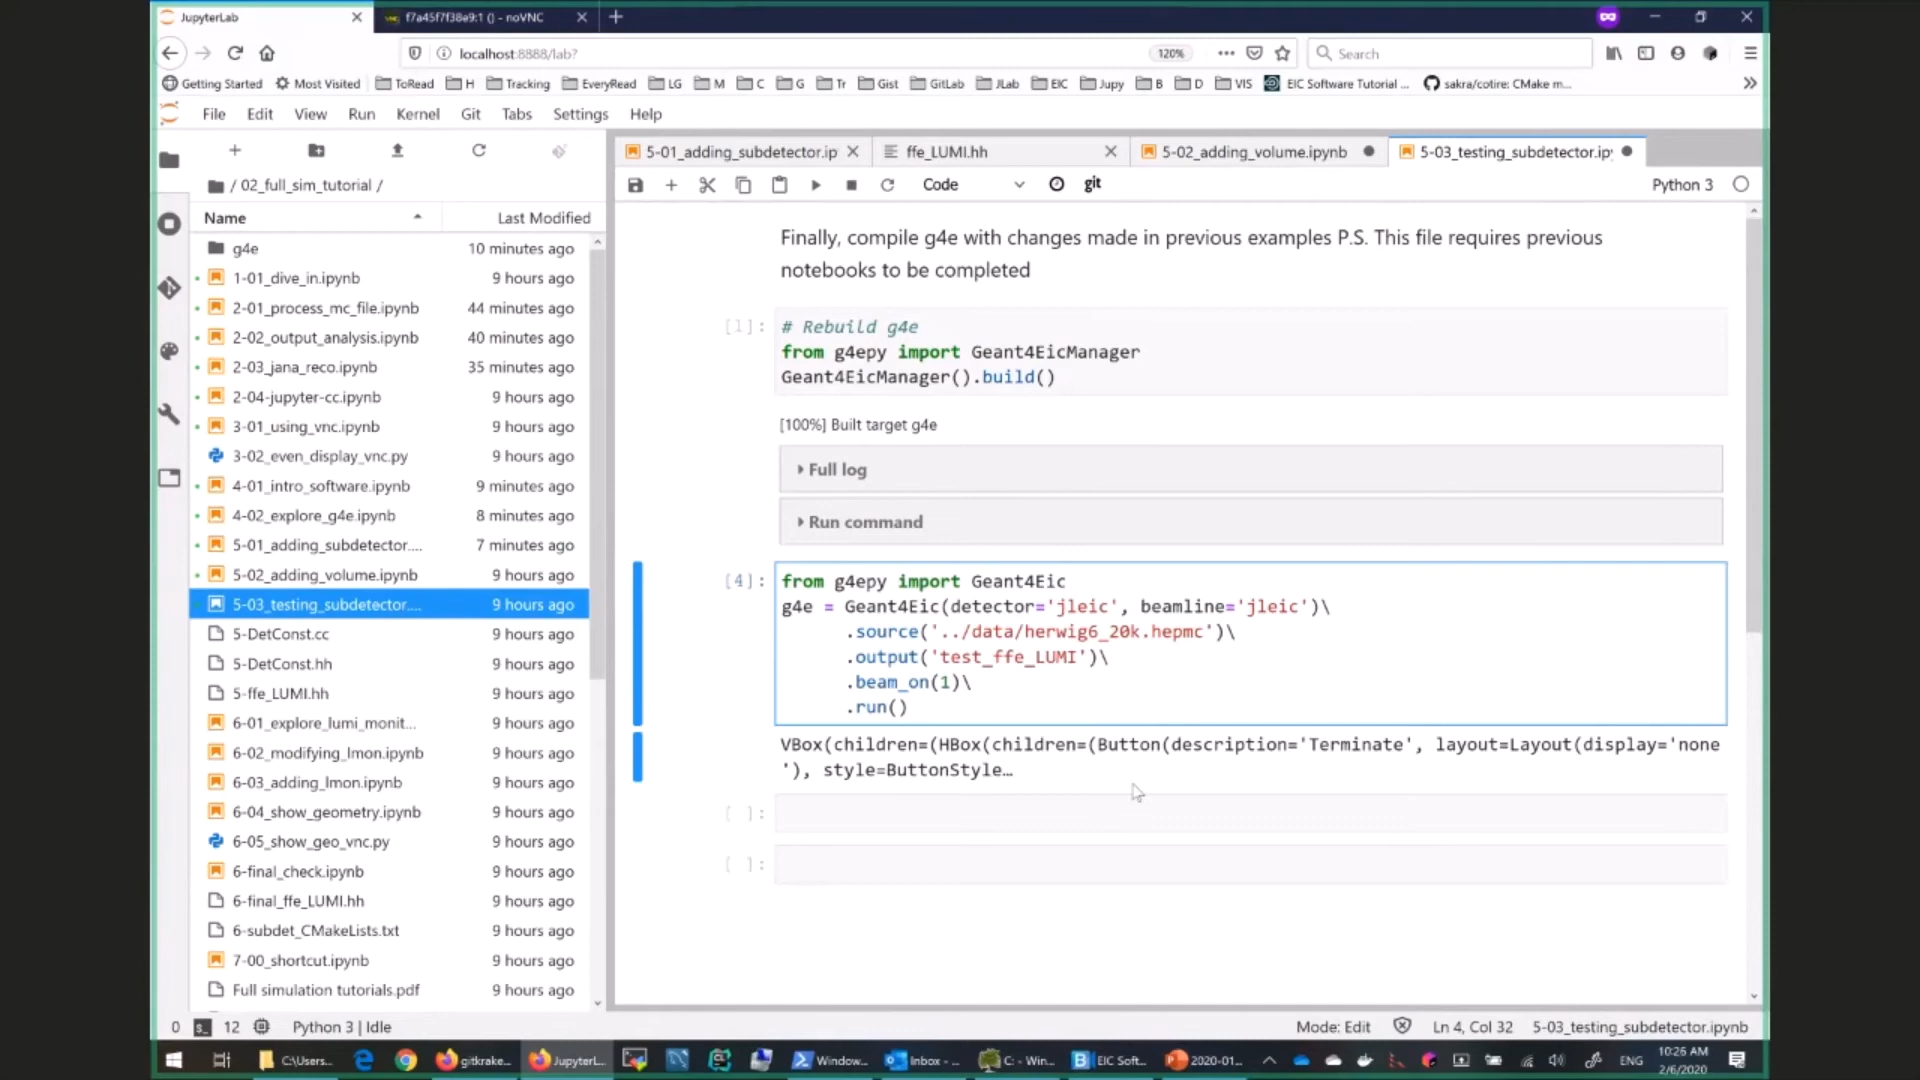 JupyterLab
f7a45f7f38e9:1 () - noVNC
localhost:8888/lab?
120%
Search
Getting Started Most Visited ToRead H Tracking EveryRead LG M C G Tr Gist GitLab JLab EIC Jupy B D VIS EIC Software Tutorial ... sakra/cotire: CMake m...
File Edit View Run Kernel Git Tabs Settings Help
5-01_adding_subdetector.ip
ffe_LUMI.hh
5-02_adding_volume.ipynb
5-03_testing_subdetector.ip
/ 02_full_sim_tutorial /
Code
git
Python 3
Name Last Modified
g4e 10 minutes ago
1-01_dive_in.ipynb 9 hours ago
2-01_process_mc_file.ipynb 44 minutes ago
2-02_output_analysis.ipynb 40 minutes ago
2-03_jana_reco.ipynb 35 minutes ago
2-04-jupyter-cc.ipynb 9 hours ago
3-01_using_vnc.ipynb 9 hours ago
3-02_even_display_vnc.py 9 hours ago
4-01_intro_software.ipynb 9 minutes ago
4-02_explore_g4e.ipynb 8 minutes ago
5-01_adding_subdetector.... 7 minutes ago
5-02_adding_volume.ipynb 9 hours ago
5-03_testing_subdetector.... 9 hours ago
5-DetConst.cc 9 hours ago
5-DetConst.hh 9 hours ago
5-ffe_LUMI.hh 9 hours ago
6-01_explore_lumi_monit... 9 hours ago
6-02_modifying_lmon.ipynb 9 hours ago
6-03_adding_lmon.ipynb 9 hours ago
6-04_show_geometry.ipynb 9 hours ago
6-05_show_geo_vnc.py 9 hours ago
6-final_check.ipynb 9 hours ago
6-final_ffe_LUMI.hh 9 hours ago
6-subdet_CMakeLists.txt 9 hours ago
7-00_shortcut.ipynb 9 hours ago
Full simulation tutorials.pdf 9 hours ago
Finally, compile g4e with changes made in previous examples P.S. This file requires previous
notebooks to be completed
[1]: # Rebuild g4e
from g4epy import Geant4EicManager
Geant4EicManager().build()
[100%] Built target g4e
Full log
Run command
[4]: from g4epy import Geant4Eic
g4e = Geant4Eic(detector='jleic', beamline='jleic')\
.source('../data/herwig6_20k.hepmc')\
.output('test_ffe_LUMI')\
.beam_on(1)\
.run()
VBox(children=(HBox(children=(Button(description='Terminate', layout=Layout(display='none
'), style=ButtonStyle…
[ ]:
[ ]:
0 12 Python 3 | Idle
Mode: Edit Ln 4, Col 32 5-03_testing_subdetector.ipynb
C:\Users... gitkrake... JupyterL... Window... Inbox - ... C: - Win... EIC Soft... 2020-01... ENG
10:26 AM
2/6/2020